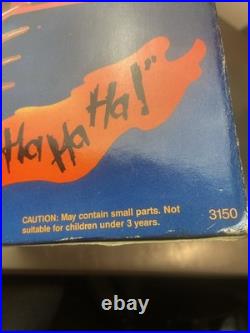 Ha Ha Ha!"
CAUTION: May contain small parts. Not
suitable for children under 3 years.
3150